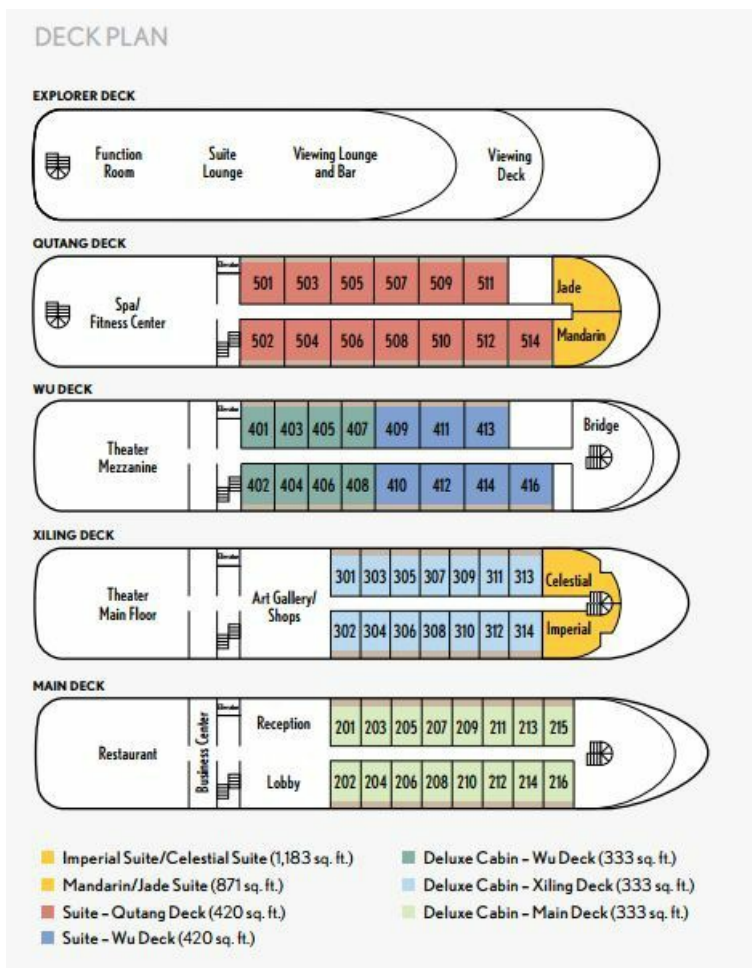 DECK PLAN
EXPLORER DECK
Function
Room
Suite
Lounge
Viewing Lounge
and Bar
Viewing
Deck
QUTANG DECK
Elevator
501 503 505 507 509 511
Jade
Spa/
Fitness Center
502 504 506 508 510 512 514
Mandarin
WU DECK
Elevator
401 403 405 407 409 411 413
Bridge
Theater
Mezzanine
402 404 406 408 410 412 414 416
XILING DECK
Elevator
301 303 305 307 309 311 313
Celestial
Theater
Main Floor
Art Gallery/
Shops
302 304 306 308 310 312 314
Imperial
MAIN DECK
Elevator
Reception
201 203 205 207 209 211 213 215
Restaurant
Business Center
Lobby
202 204 206 208 210 212 214 216
Imperial Suite/Celestial Suite (1,183 sq. ft.)
Mandarin/Jade Suite (871 sq. ft.)
Suite – Qutang Deck (420 sq. ft.)
Suite – Wu Deck (420 sq. ft.)
Deluxe Cabin – Wu Deck (333 sq. ft.)
Deluxe Cabin – Xiling Deck (333 sq. ft.)
Deluxe Cabin – Main Deck (333 sq. ft.)